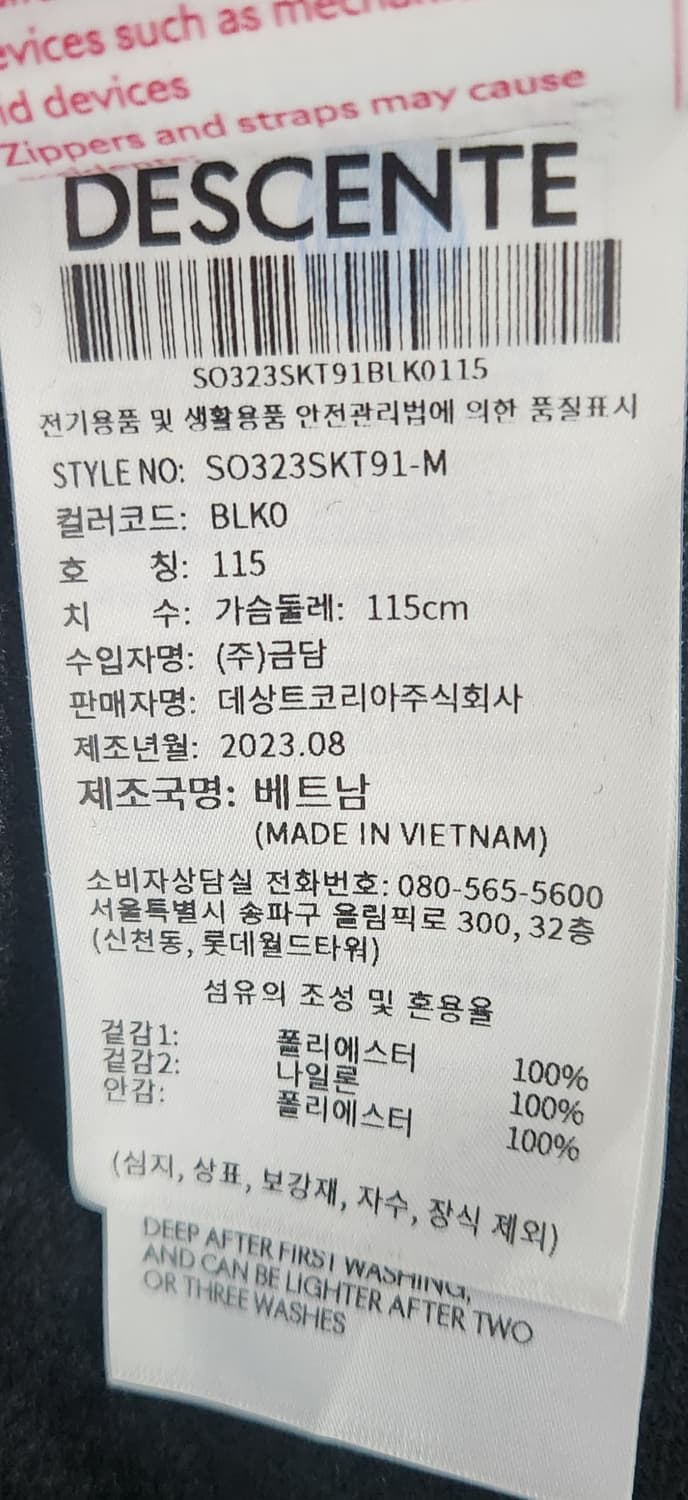 evices such as
id devices
Zippers and straps may cause
DESCENTE
SO323SKT91BLK0115
전기용품 및 생활용품 안전관리법에 의한 품질표시
STYLE NO: SO323SKT91-M
컬러코드: BLK0
호 칭: 115
치 수: 가슴둘레: 115cm
수입자명: (주)금담
판매자명: 데상트코리아주식회사
제조년월: 2023.08
제조국명: 베트남
(MADE IN VIETNAM)
소비자상담실 전화번호: 080-565-5600
서울특별시 송파구 올림픽로 300, 32층
(신천동, 롯데월드타워)
섬유의 조성 및 혼용율
겉감1: 폴리에스터 100%
겉감2: 나일론 100%
안감: 폴리에스터 100%
(심지, 상표, 보강재, 자수, 장식 제외)
DEEP AFTER FIRST WASHING,
AND CAN BE LIGHTER AFTER TWO
OR THREE WASHES